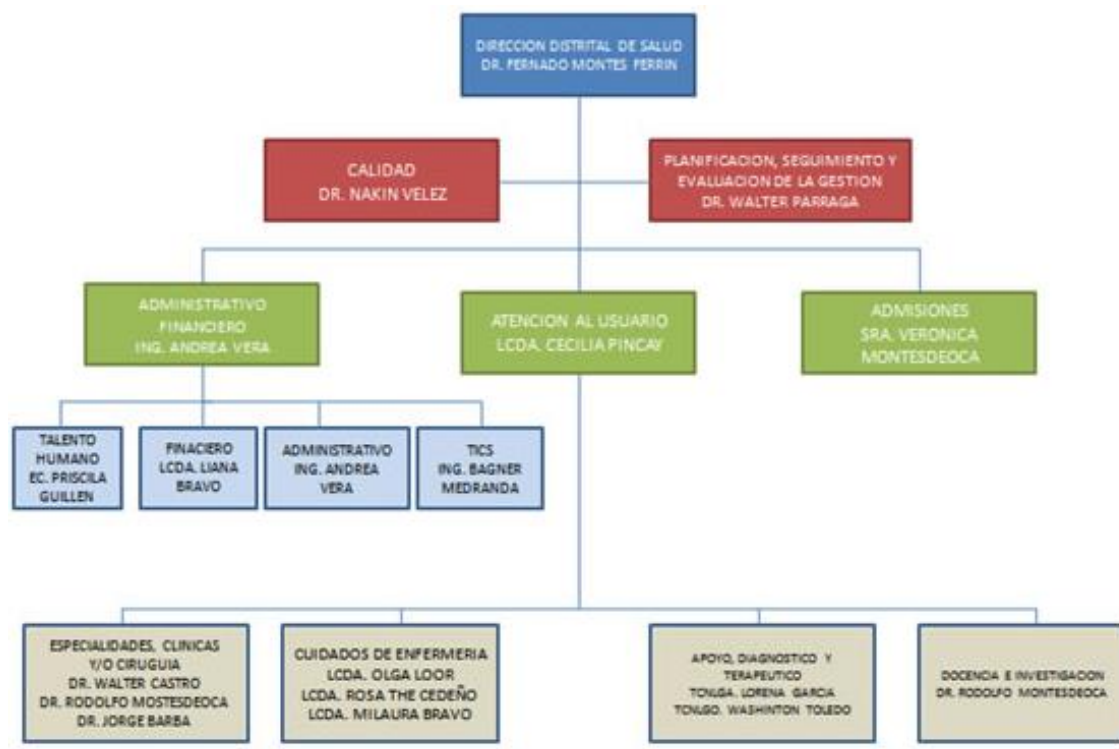 DIRECCION DISTRITAL DE SALUD
DR. FERNADO MONTES FERRIN
CALIDAD
DR. NAKIN VELEZ
PLANIFICACION, SEGUIMIENTO Y
EVALUACION DE LA GESTION
DR. WALTER PARRAGA
ADMINISTRATIVO
FINANCIERO
ING. ANDREA VERA
ATENCION AL USUARIO
LCDA. CECILIA PINCAY
ADMISIONES
SRA. VERONICA
MONTESDEOCA
TALENTO
HUMANO
EC. PRISCILA
GUILLEN
FINACIERO
LCDA. LIANA
BRAVO
ADMINISTRATIVO
ING. ANDREA
VERA
TICS
ING. BAGNER
MEDRANDA
ESPECIALIDADES, CLINICAS
Y/O CIRUGUIA
DR. WALTER CASTRO
DR. RODOLFO MOSTESDEOCA
DR. JORGE BARBA
CUIDADOS DE ENFERMERIA
LCDA. OLGA LOOR
LCDA. ROSA THE CEDEÑO
LCDA. MILAURA BRAVO
APOYO, DIAGNOSTICO Y
TERAPEUTICO
TCNLGA. LORENA GARCIA
TCNLGO. WASHINTON TOLEDO
DOCENCIA E INVESTIGACION
DR. RODOLFO MONTESDEOCA